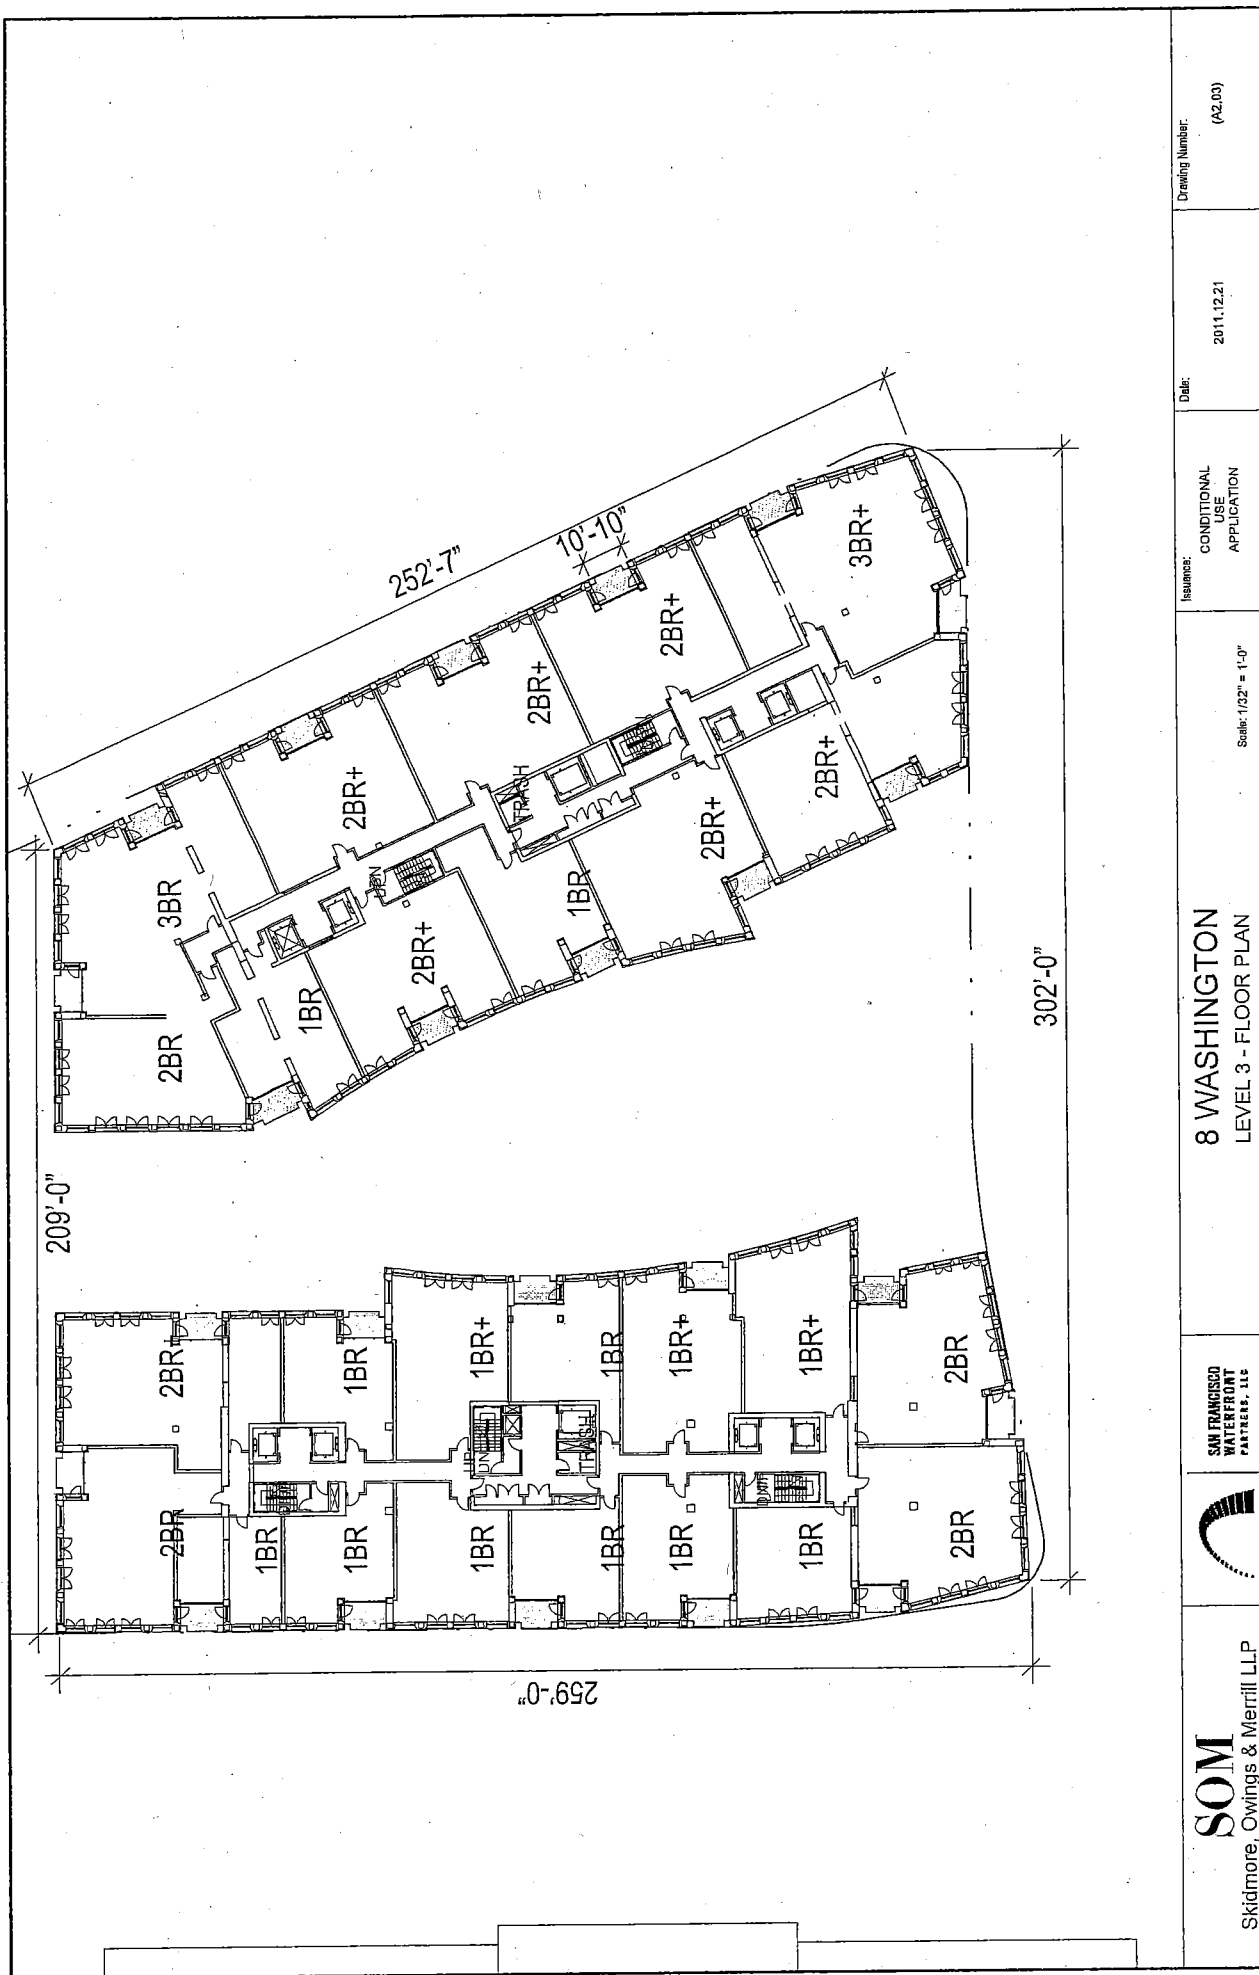 209'-0"
252'-7"
10'-10"
302'-0"
259'-0"
3BR
2BR
1BR
2BR+
2BR+
1BR
2BR+
TRASH
2BR+
2BR+
2BR+
3BR+
2BR+
1BR
1BR+
1BR
1BR+
1BR+
2BR
2BR
1BR
1BR
1BR
1BR
1BR
1BR
2BR
TRASH
SOM
Skidmore, Owings & Merrill LLP
SAN FRANCISCO
WATERFRONT
PARTNERS, LLC
8 WASHINGTON
LEVEL 3 - FLOOR PLAN
Scale: 1/32" = 1'-0"
Issuance:
CONDITIONAL
USE
APPLICATION
Date:
2011.12.21
Drawing Number:
(A2.03)